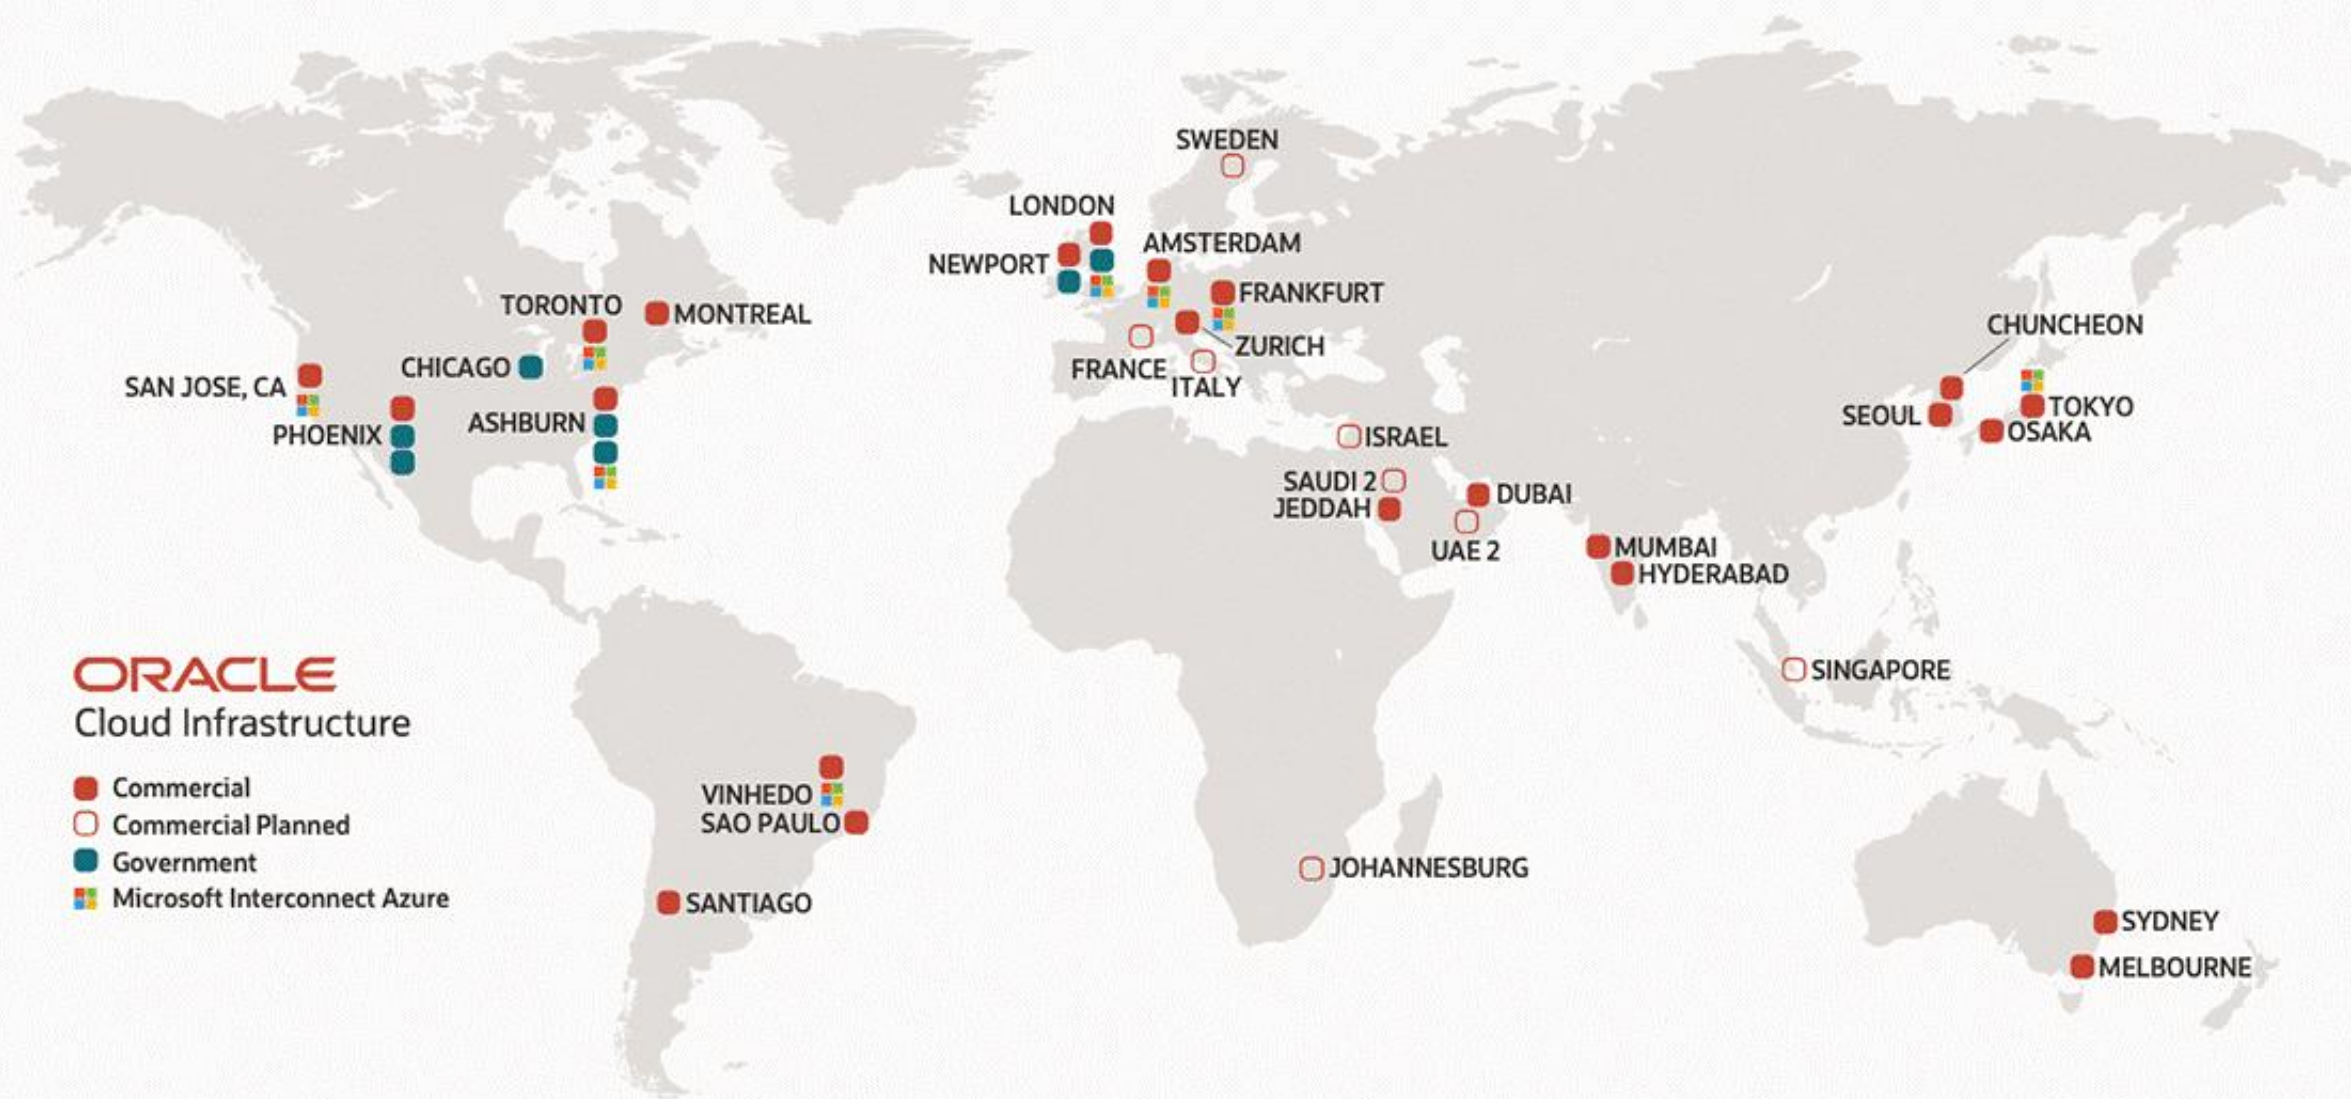 SWEDEN
LONDON
AMSTERDAM
NEWPORT
FRANKFURT
TORONTO
MONTREAL
CHUNCHEON
ZURICH
CHICAGO
FRANCE
ITALY
SAN JOSE, CA
SEOUL
TOKYO
ASHBURN
OSAKA
PHOENIX
ISRAEL
SAUDI 2
DUBAI
JEDDAH
UAE 2
MUMBAI
HYDERABAD
SINGAPORE
ORACLE
Cloud Infrastructure
Commercial
Commercial Planned
Government
Microsoft Interconnect Azure
VINHEDO
SAO PAULO
SANTIAGO
JOHANNESBURG
SYDNEY
MELBOURNE